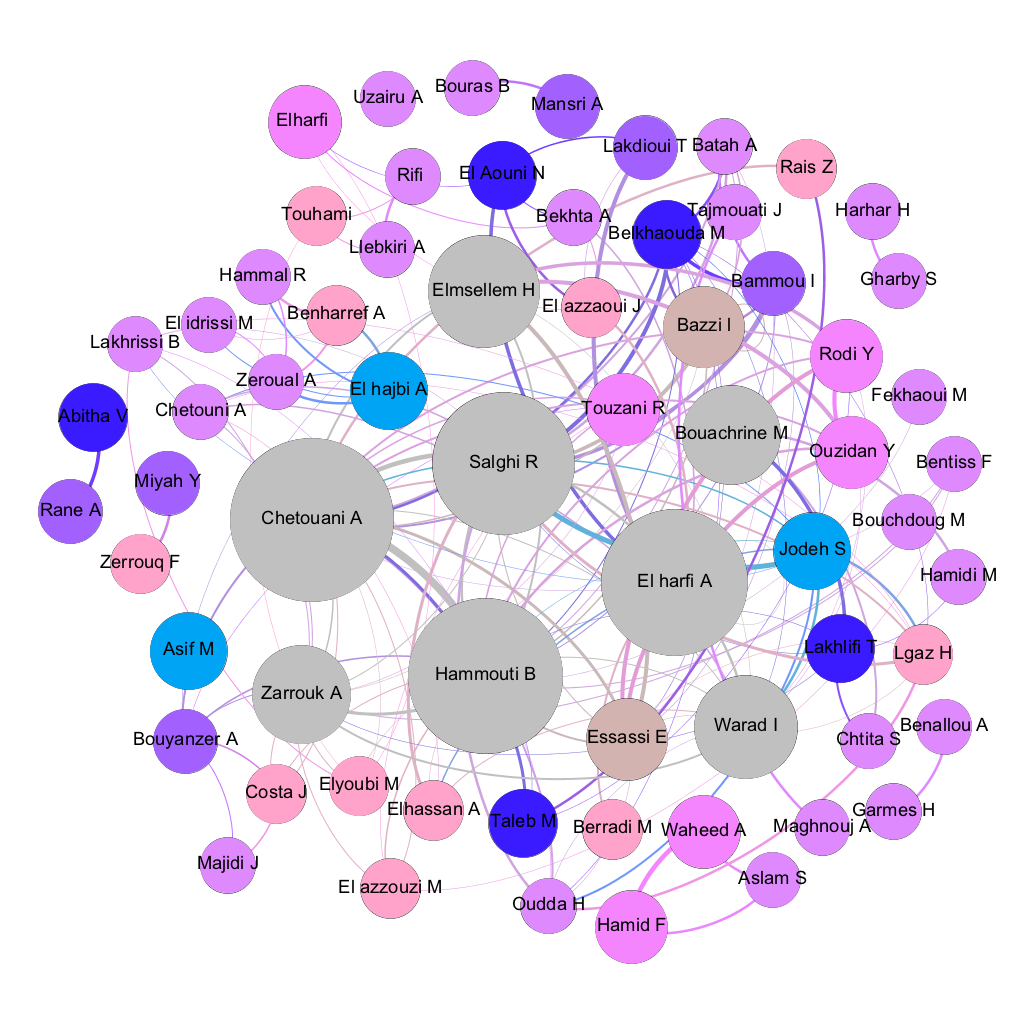 Bouras B
Uzairu A
Mansri A
Elharfi
Lakdioui T
Batah A
Rais Z
El Aouni N
Rifi
Tajmouati J
Harhar H
Touhami
Bekhta A
Belkhaouda M
Llebkiri A
Hammal R
Gharby S
Bammou I
Elmsellem H
El azzaoui J
Benharref A
El idrissi M
Bazzi I
Lakhrissi B
Rodi Y
Zeroual A
El hajbi A
Fekhaoui M
Chetouni A
Touzani R
Abitha V
Bouachrine M
Ouzidan Y
Salghi R
Bentiss F
Miyah Y
Rane A
Chetouani A
Bouchdoug M
Jodeh S
Zerrouq F
Hamidi M
El harfi A
Asif M
Lakhlifi T
Lgaz H
Hammouti B
Zarrouk A
Warad I
Benallou A
Bouyanzer A
Essassi E
Chtita S
Elyoubi M
Costa J
Elhassan A
Garmes H
Taleb M
Berradi M
Waheed A
Maghnouj A
Majidi J
Aslam S
El azzouzi M
Oudda H
Hamid F